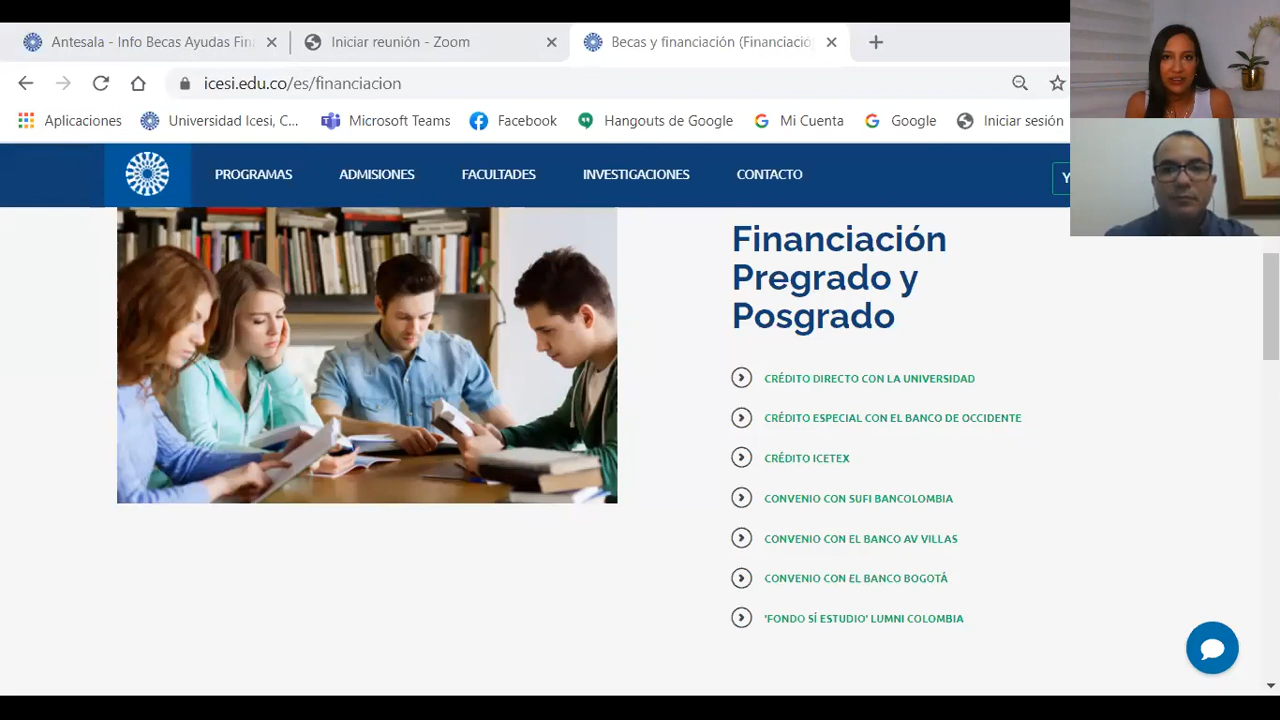 Antesala - Info Becas Ayudas Fin
Iniciar reunión - Zoom
Becas y financiación (Financiació
icesi.edu.co/es/financiacion
Aplicaciones
Universidad Icesi, C...
Microsoft Teams
Facebook
Hangouts de Google
Mi Cuenta
Google
Iniciar sesión
PROGRAMAS
ADMISIONES
FACULTADES
INVESTIGACIONES
CONTACTO
Y
Financiación
Pregrado y
Posgrado
CRÉDITO DIRECTO CON LA UNIVERSIDAD
CRÉDITO ESPECIAL CON EL BANCO DE OCCIDENTE
CRÉDITO ICETEX
CONVENIO CON SUFI BANCOLOMBIA
CONVENIO CON EL BANCO AV VILLAS
CONVENIO CON EL BANCO BOGOTÁ
'FONDO SÍ ESTUDIO' LUMNI COLOMBIA